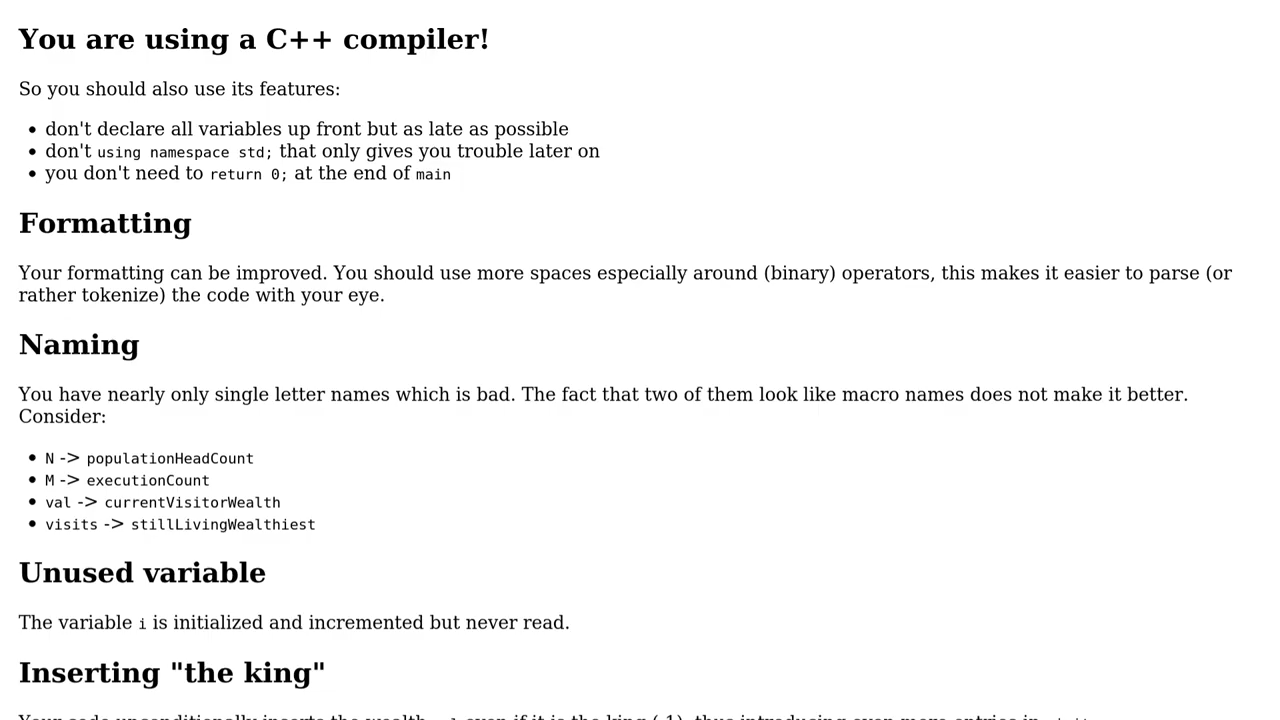 You are using a C++ compiler!
So you should also use its features:
• don't declare all variables up front but as late as possible
• don't using namespace std; that only gives you trouble later on
• you don't need to return 0; at the end of main
Formatting
Your formatting can be improved. You should use more spaces especially around (binary) operators, this makes it easier to parse (or
rather tokenize) the code with your eye.
Naming
You have nearly only single letter names which is bad. The fact that two of them look like macro names does not make it better.
Consider:
• N -> populationHeadCount
• M -> executionCount
• val -> currentVisitorWealth
• visits -> stillLivingWealthiest
Unused variable
The variable i is initialized and incremented but never read.
Inserting "the king"